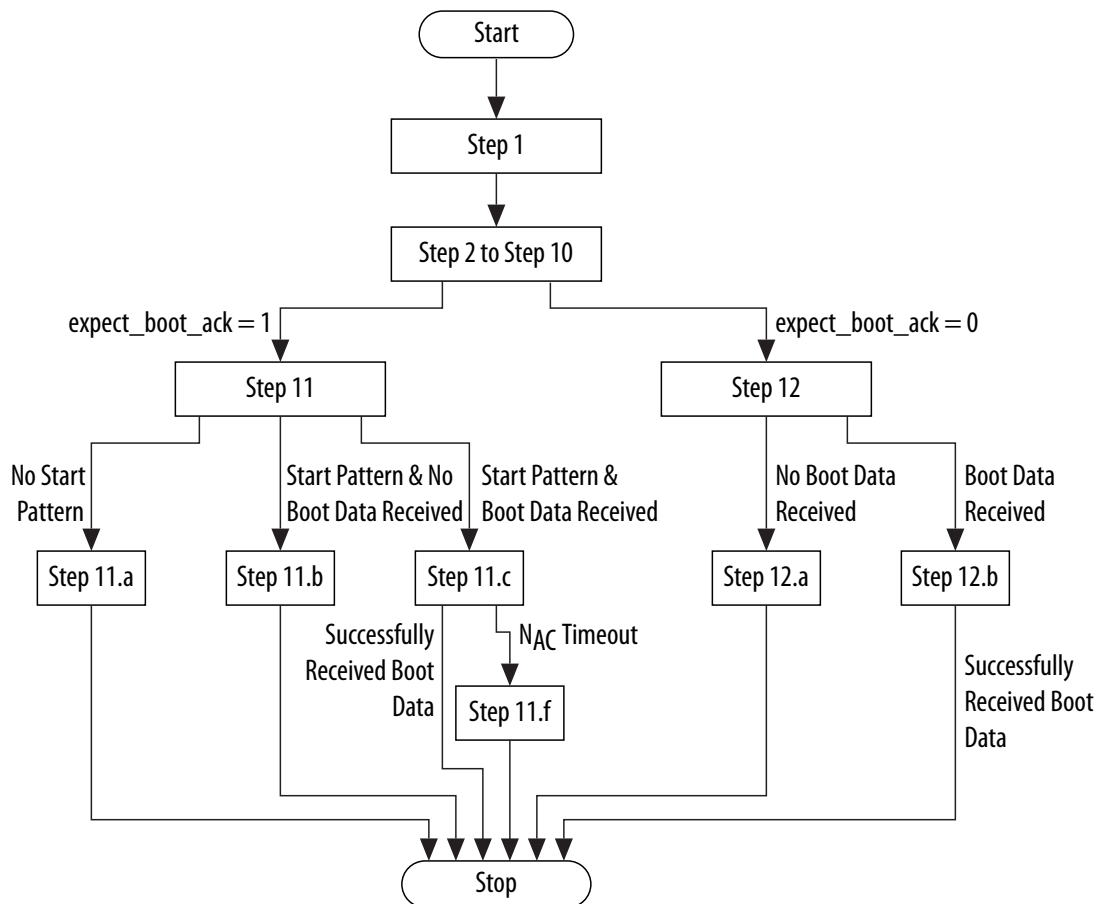 Start
Step 1
Step 2 to Step 10
expect_boot_ack = 1
expect_boot_ack = 0
Step 11
Step 12
No Start
Pattern
Start Pattern & No
Boot Data Received
Start Pattern &
Boot Data Received
No Boot Data
Received
Boot Data
Received
Step 11.a
Step 11.b
Step 11.c
Step 12.a
Step 12.b
Successfully
Received Boot
Data
NAC Timeout
Step 11.f
Successfully
Received Boot
Data
Stop